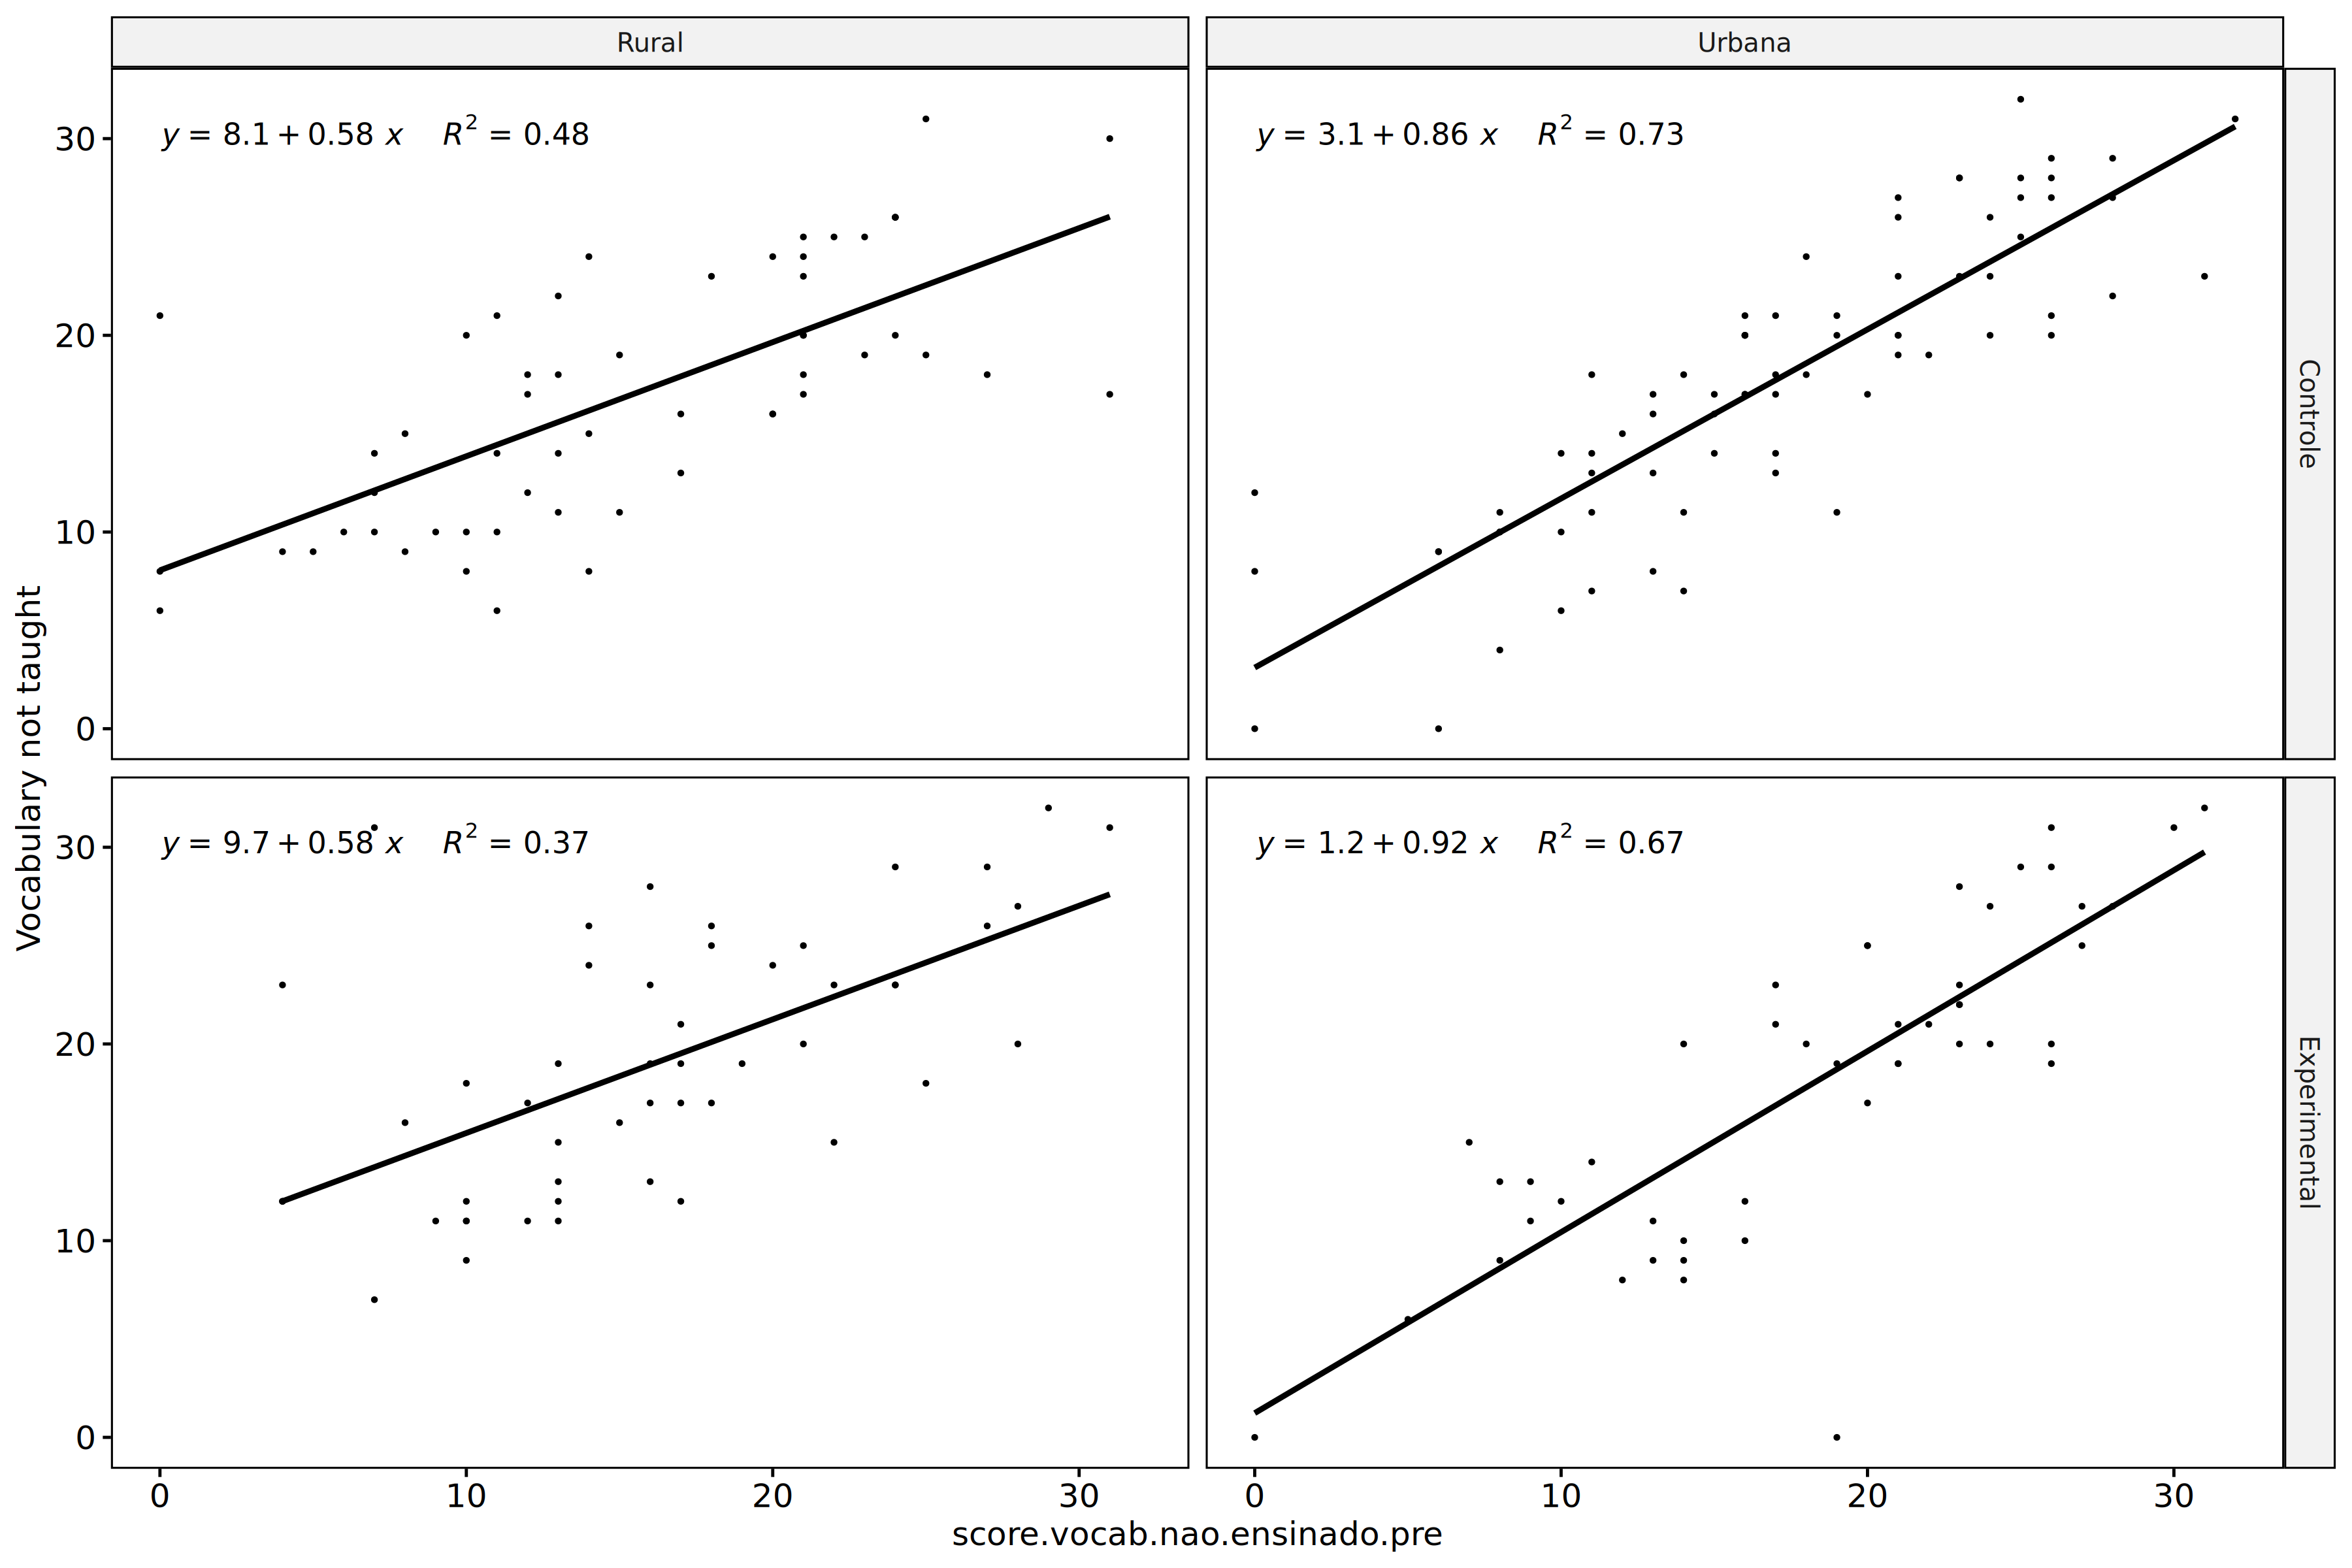 Rural
Urbana
30
20
10
0
y = 8.1 + 0.58 x R² = 0.48
y = 3.1 + 0.86 x R² = 0.73
Controle
Vocabulary not taught
30
20
10
0
y = 9.7 + 0.58 x R² = 0.37
y = 1.2 + 0.92 x R² = 0.67
Experimental
0 10 20 30
0 10 20 30
score.vocab.nao.ensinado.pre